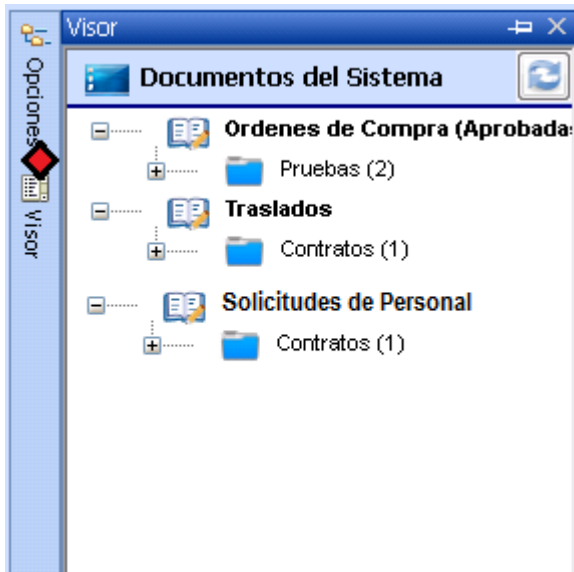 Visor
Opciones
Visor
Documentos del Sistema
Ordenes de Compra (Aprobadas
Pruebas (2)
Traslados
Contratos (1)
Solicitudes de Personal
Contratos (1)